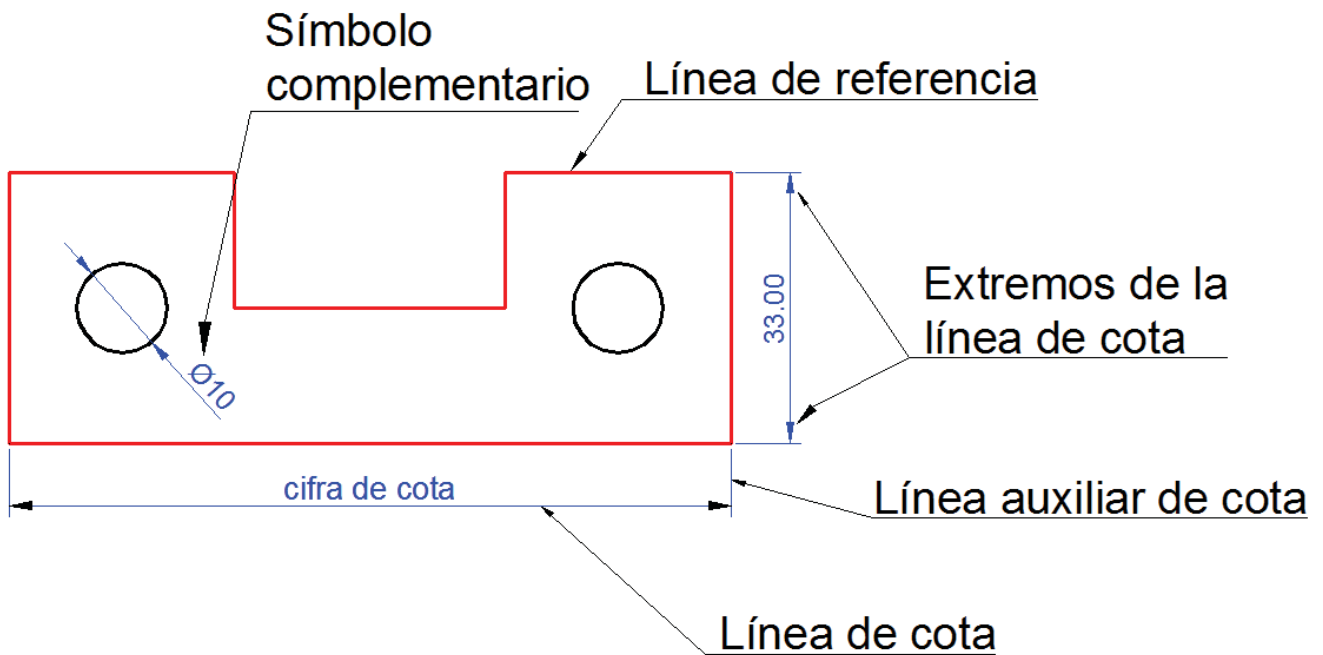 Símbolo
complementario
Línea de referencia
33.00
Extremos de la
línea de cota
Ø10
cifra de cota
Línea auxiliar de cota
Línea de cota